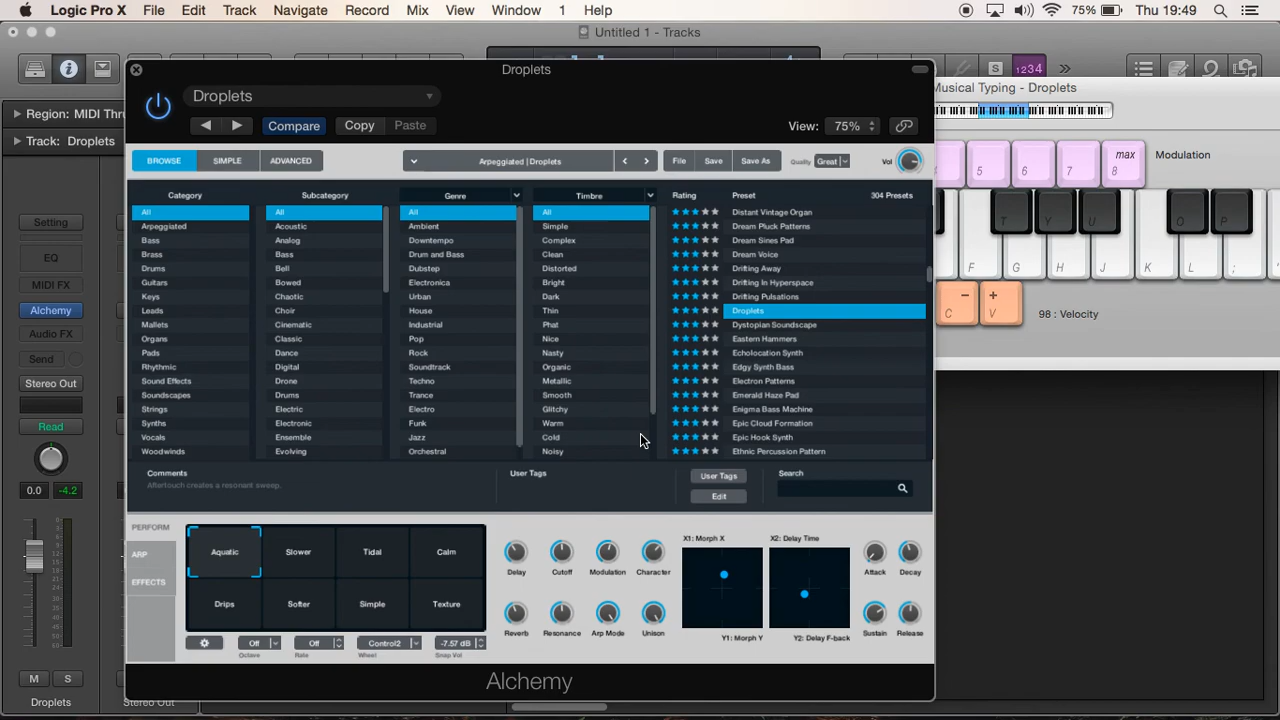 Logic Pro X File Edit Track Navigate Record Mix View Window 1 Help 75% Thu 19:49
Untitled 1 - Tracks
S 1234
Droplets
Musical Typing - Droplets
Region: MIDI Thru
Track: Droplets
Droplets
Compare Copy Paste View: 75%
5 6 7 max 8 Modulation
BROWSE SIMPLE ADVANCED Arpeggiated | Droplets File Save Save As Quality Great Vol
T Y U O P
F G H J K L ;
C − + V 98 : Velocity
Category Subcategory Genre Timbre Rating Preset 304 Presets
All All All All Distant Vintage Organ
Arpeggiated Acoustic Ambient Simple Dream Pluck Patterns
Bass Analog Downtempo Complex Dream Sines Pad
Brass Bass Drum and Bass Clean Dream Voice
Drums Bell Dubstep Distorted Drifting Away
Guitars Bowed Electronica Bright Drifting In Hyperspace
Keys Chaotic Urban Dark Drifting Pulsations
Leads Choir House Thin Droplets
Mallets Cinematic Industrial Phat Dystopian Soundscape
Organs Classic Pop Nice Eastern Hammers
Pads Dance Rock Nasty Echolocation Synth
Rhythmic Digital Soundtrack Organic Edgy Synth Bass
Sound Effects Drone Techno Metallic Electron Patterns
Soundscapes Drums Trance Smooth Emerald Haze Pad
Strings Electric Electro Glitchy Enigma Bass Machine
Synths Electronic Funk Warm Epic Cloud Formation
Vocals Ensemble Jazz Cold Epic Hook Synth
Woodwinds Evolving Orchestral Noisy Ethnic Percussion Pattern
Comments User Tags User Tags Search
Aftertouch creates a resonant sweep.
Edit
Setting
EQ
MIDI FX
Alchemy
Audio FX
Send
Stereo Out
Read
0.0 -4.2
M S
Droplets Stereo Out
PERFORM
ARP
EFFECTS
Aquatic Slower Tidal Calm
Drips Softer Simple Texture
Off Off Control2 -7.57 dB
Octave Rate Wheel Snap Vol
Delay Cutoff Modulation Character
Reverb Resonance Arp Mode Unison
X1: Morph X X2: Delay Time
Y1: Morph Y Y2: Delay F-back
Attack Decay
Sustain Release
Alchemy